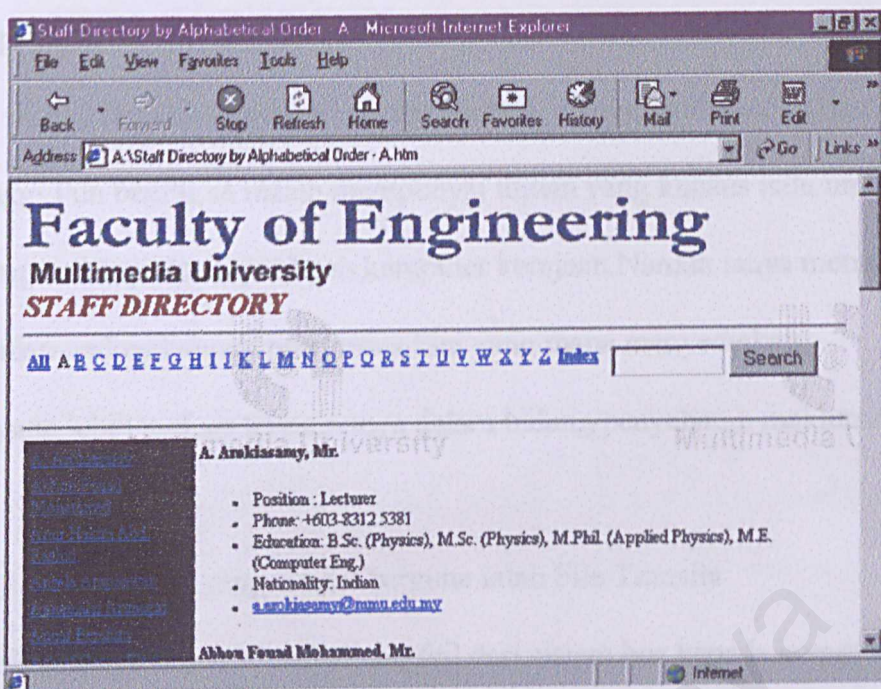 Staff Directory by Alphabetical Order - A Microsoft Internet Explorer
File Edit View Favorites Tools Help
Back Forward Stop Refresh Home Search Favorites History Mail Print Edit
Address A:\Staff Directory by Alphabetical Order - A.htm Go Links
Faculty of Engineering
Multimedia University
STAFF DIRECTORY
All A B C D E F G H I J K L M N O P Q R S T U V W X Y Z Index Search
A. Arokiasamy, Mr.
Position : Lecturer
Phone: +603-8312 5381
Education: B.Sc. (Physics), M.Sc. (Physics), M.Phil. (Applied Physics), M.E.
(Computer Eng.)
Nationality: Indian
a.arokiasamy@mmu.edu.my
Abbou Fouad Mohammed, Mr.
Internet